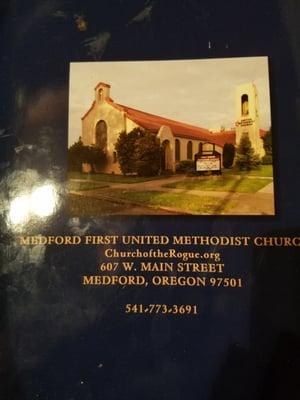 MEDFORD FIRST UNITED METHODIST CHURC
ChurchoftheRogue.org
607 W. MAIN STREET
MEDFORD, OREGON 97501
541-773-3691